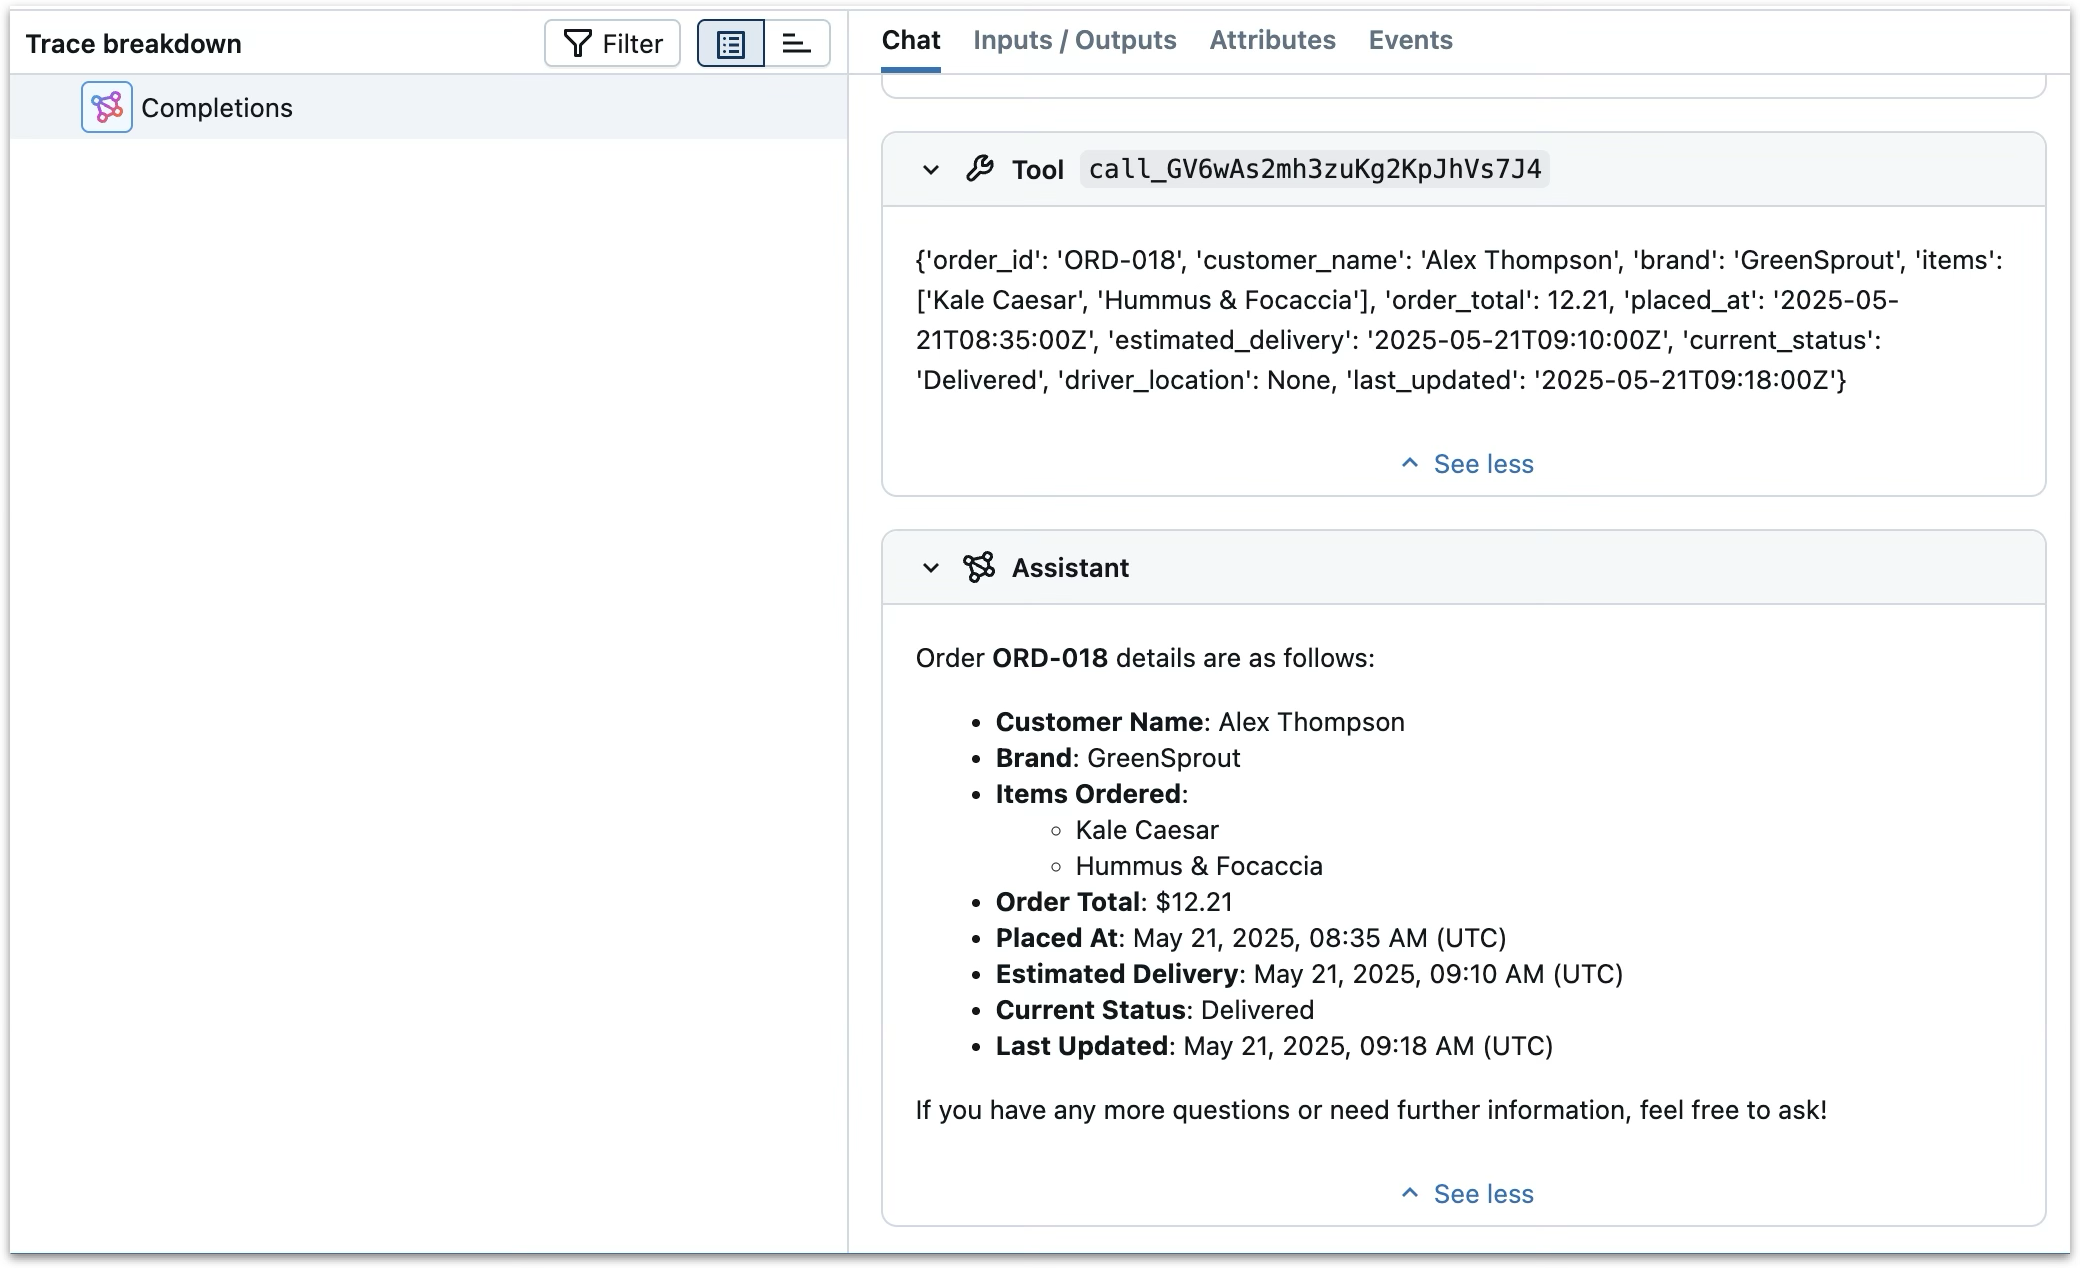 Trace breakdown
Filter
Completions
Chat Inputs / Outputs Attributes Events
Tool call_GV6wAs2mh3zuKg2KpJhVs7J4
{'order_id': 'ORD-018', 'customer_name': 'Alex Thompson', 'brand': 'GreenSprout', 'items':
['Kale Caesar', 'Hummus & Focaccia'], 'order_total': 12.21, 'placed_at': '2025-05-
21T08:35:00Z', 'estimated_delivery': '2025-05-21T09:10:00Z', 'current_status':
'Delivered', 'driver_location': None, 'last_updated': '2025-05-21T09:18:00Z'}
See less
Assistant
Order ORD-018 details are as follows:
• Customer Name: Alex Thompson
• Brand: GreenSprout
• Items Ordered:
◦ Kale Caesar
◦ Hummus & Focaccia
• Order Total: $12.21
• Placed At: May 21, 2025, 08:35 AM (UTC)
• Estimated Delivery: May 21, 2025, 09:10 AM (UTC)
• Current Status: Delivered
• Last Updated: May 21, 2025, 09:18 AM (UTC)
If you have any more questions or need further information, feel free to ask!
See less